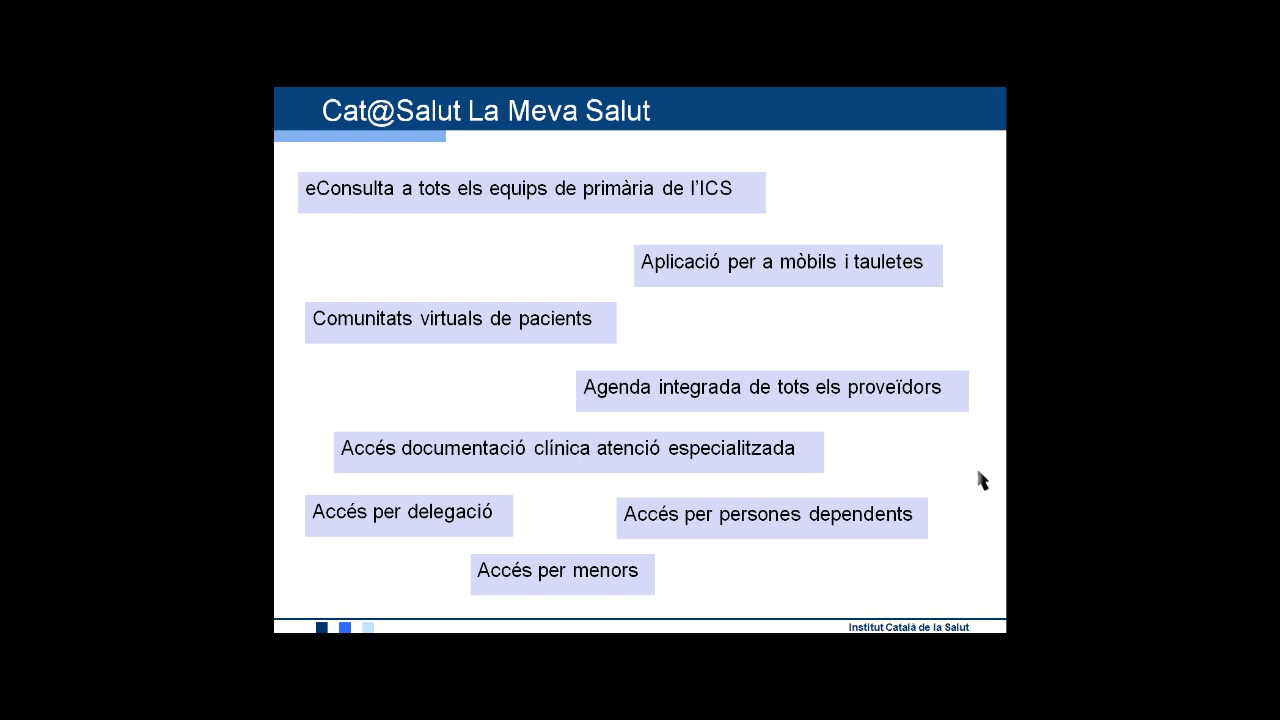 Cat@Salut La Meva Salut
eConsulta a tots els equips de primària de l'ICS
Aplicació per a mòbils i tauletes
Comunitats virtuals de pacients
Agenda integrada de tots els proveïdors
Accés documentació clínica atenció especialitzada
Accés per delegació
Accés per persones dependents
Accés per menors
Institut Català de la Salut